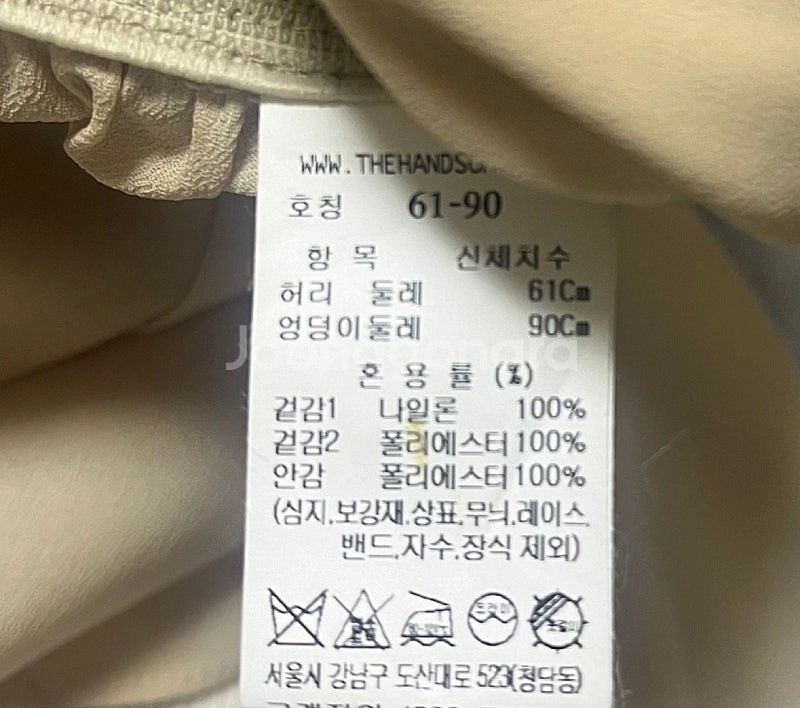 WWW.THEHANDSO
호칭 61-90
항 목 신체치수
허리 둘레 61Cm
엉덩이둘레 90Cm
Joonggonara
혼 용 률 (%)
겉감1 나일론 100%
겉감2 폴리에스터 100%
안감 폴리에스터 100%
(심지,보강재,상표,무늬,레이스,
밴드,자수,장식 제외)
드라이
서울시 강남구 도산대로 523(청담동)